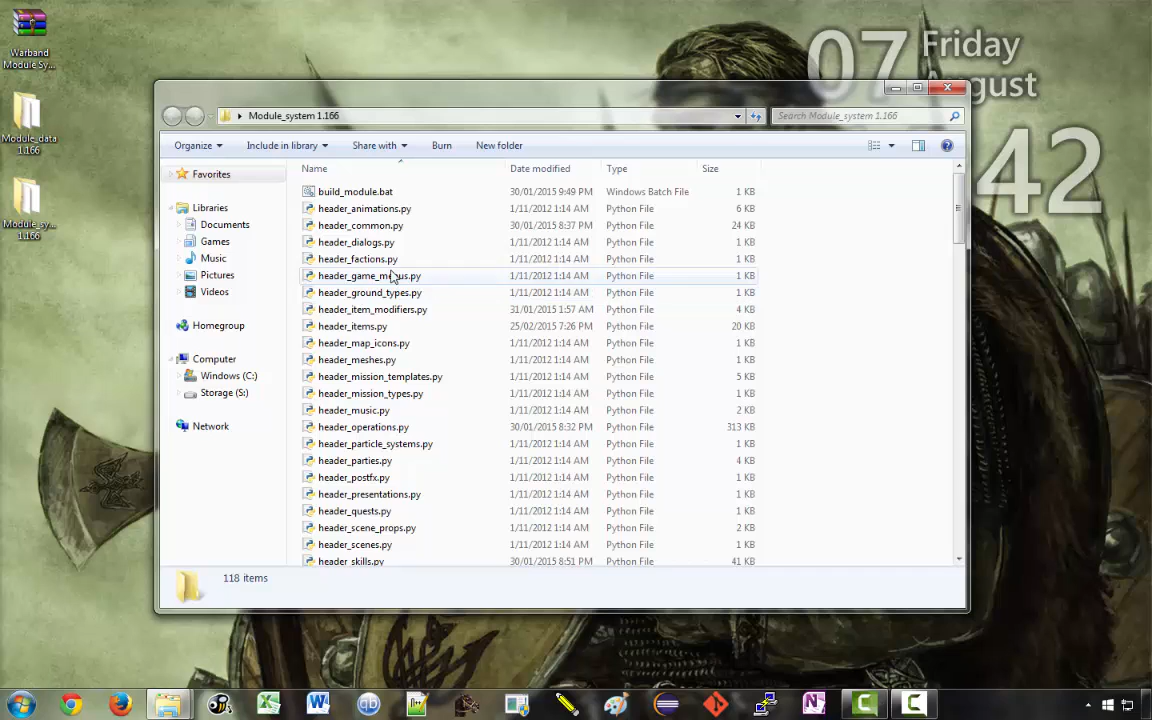 Warband
Module Sy...
Module_data
1.166
Module_sy...
1.166
07
Friday
gust
42
Module_system 1.166
Search Module_system 1.166
Organize
Include in library
Share with
Burn
New folder
Name
Date modified
Type
Size
Favorites
Libraries
Documents
Games
Music
Pictures
Videos
Homegroup
Computer
Windows (C:)
Storage (S:)
Network
build_module.bat 30/01/2015 9:49 PM Windows Batch File 1 KB
header_animations.py 1/11/2012 1:14 AM Python File 6 KB
header_common.py 30/01/2015 8:37 PM Python File 24 KB
header_dialogs.py 1/11/2012 1:14 AM Python File 1 KB
header_factions.py 1/11/2012 1:14 AM Python File 1 KB
header_game_menus.py 1/11/2012 1:14 AM Python File 1 KB
header_ground_types.py 1/11/2012 1:14 AM Python File 1 KB
header_item_modifiers.py 31/01/2015 1:57 AM Python File 4 KB
header_items.py 25/02/2015 7:26 PM Python File 20 KB
header_map_icons.py 1/11/2012 1:14 AM Python File 1 KB
header_meshes.py 1/11/2012 1:14 AM Python File 1 KB
header_mission_templates.py 1/11/2012 1:14 AM Python File 5 KB
header_mission_types.py 1/11/2012 1:14 AM Python File 1 KB
header_music.py 1/11/2012 1:14 AM Python File 2 KB
header_operations.py 30/01/2015 8:32 PM Python File 313 KB
header_particle_systems.py 1/11/2012 1:14 AM Python File 1 KB
header_parties.py 1/11/2012 1:14 AM Python File 4 KB
header_postfx.py 1/11/2012 1:14 AM Python File 1 KB
header_presentations.py 1/11/2012 1:14 AM Python File 1 KB
header_quests.py 1/11/2012 1:14 AM Python File 1 KB
header_scene_props.py 1/11/2012 1:14 AM Python File 2 KB
header_scenes.py 1/11/2012 1:14 AM Python File 1 KB
header_skills.py 30/01/2015 8:51 PM Python File 41 KB
118 items